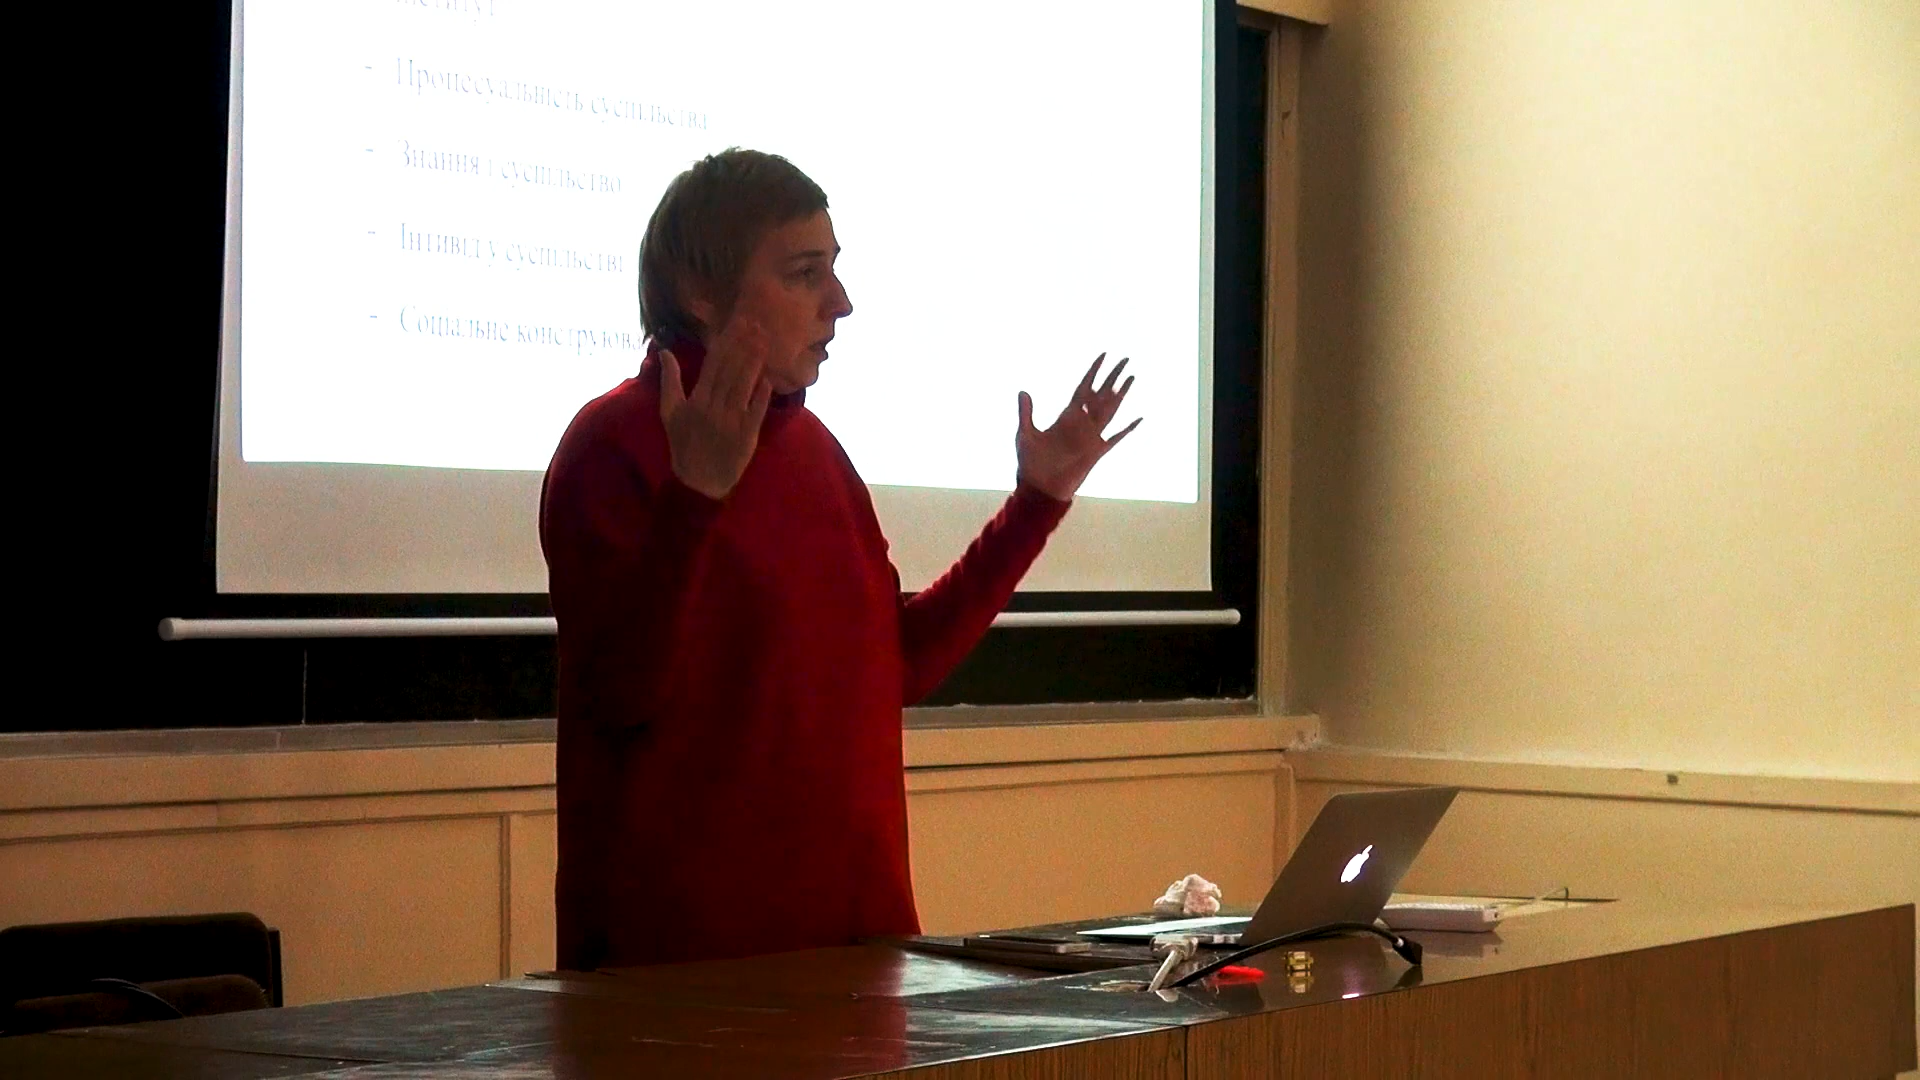 - Процесуальність суспільства
- Знання і суспільство
- Індивід у суспільстві
- Соціальне конструюва